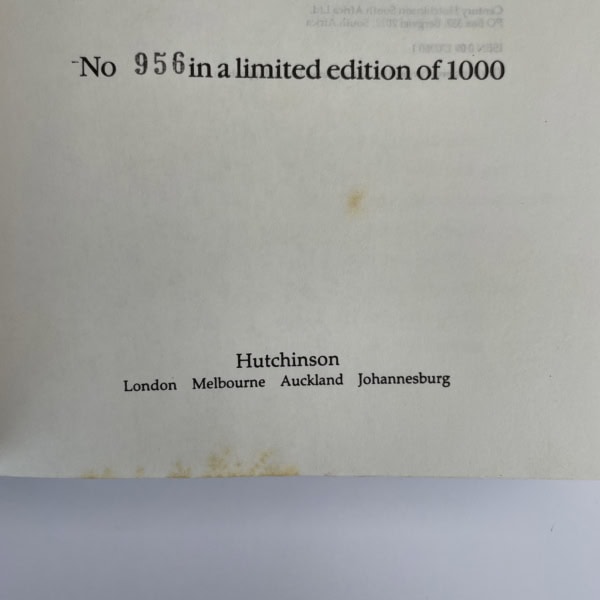 No 956 in a limited edition of 1000
Hutchinson
London Melbourne Auckland Johannesburg